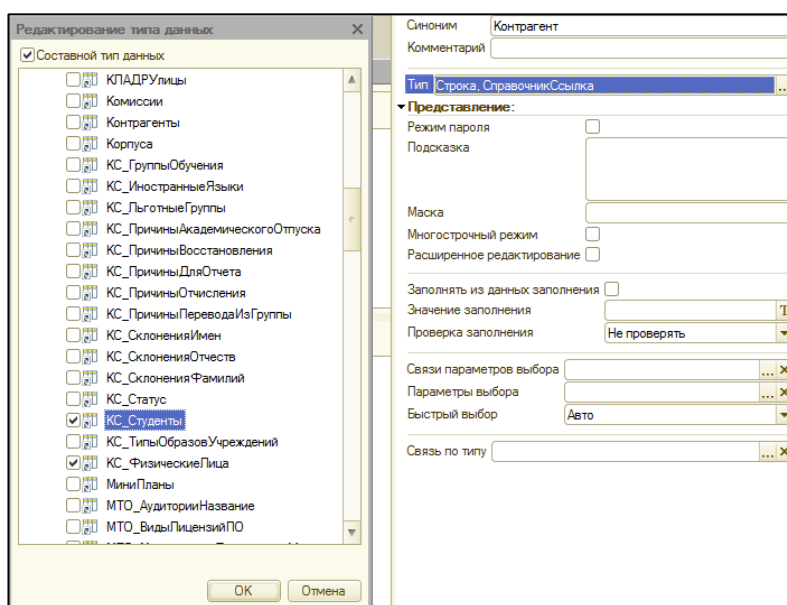 Редактирование типа данных
Составной тип данных
КЛАДРУлицы
Комиссии
Контрагенты
Корпуса
КС_ГруппыОбучения
КС_ИностранныеЯзыки
КС_ЛьготныеГруппы
КС_ПричиныАкадемическогоОтпуска
КС_ПричиныВосстановления
КС_ПричиныДляОтчета
КС_ПричиныОтчисления
КС_ПричиныПереводаИзГруппы
КС_СклоненияИмен
КС_СклоненияОтчеств
КС_СклоненияФамилий
КС_Статус
КС_Студенты
КС_ТипыОбразовУчреждений
КС_ФизическиеЛица
МиниПланы
МТО_АудиторииНазвание
МТО_ВидыЛицензийПО
ОК Отмена
Синоним Контрагент
Комментарий
Тип Строка, СправочникСсылка ...
Представление:
Режим пароля
Подсказка
Маска
Многострочный режим
Расширенное редактирование
Заполнять из данных заполнения
Значение заполнения T
Проверка заполнения Не проверять
Связи параметров выбора ...
Параметры выбора ...
Быстрый выбор Авто
Связь по типу ...